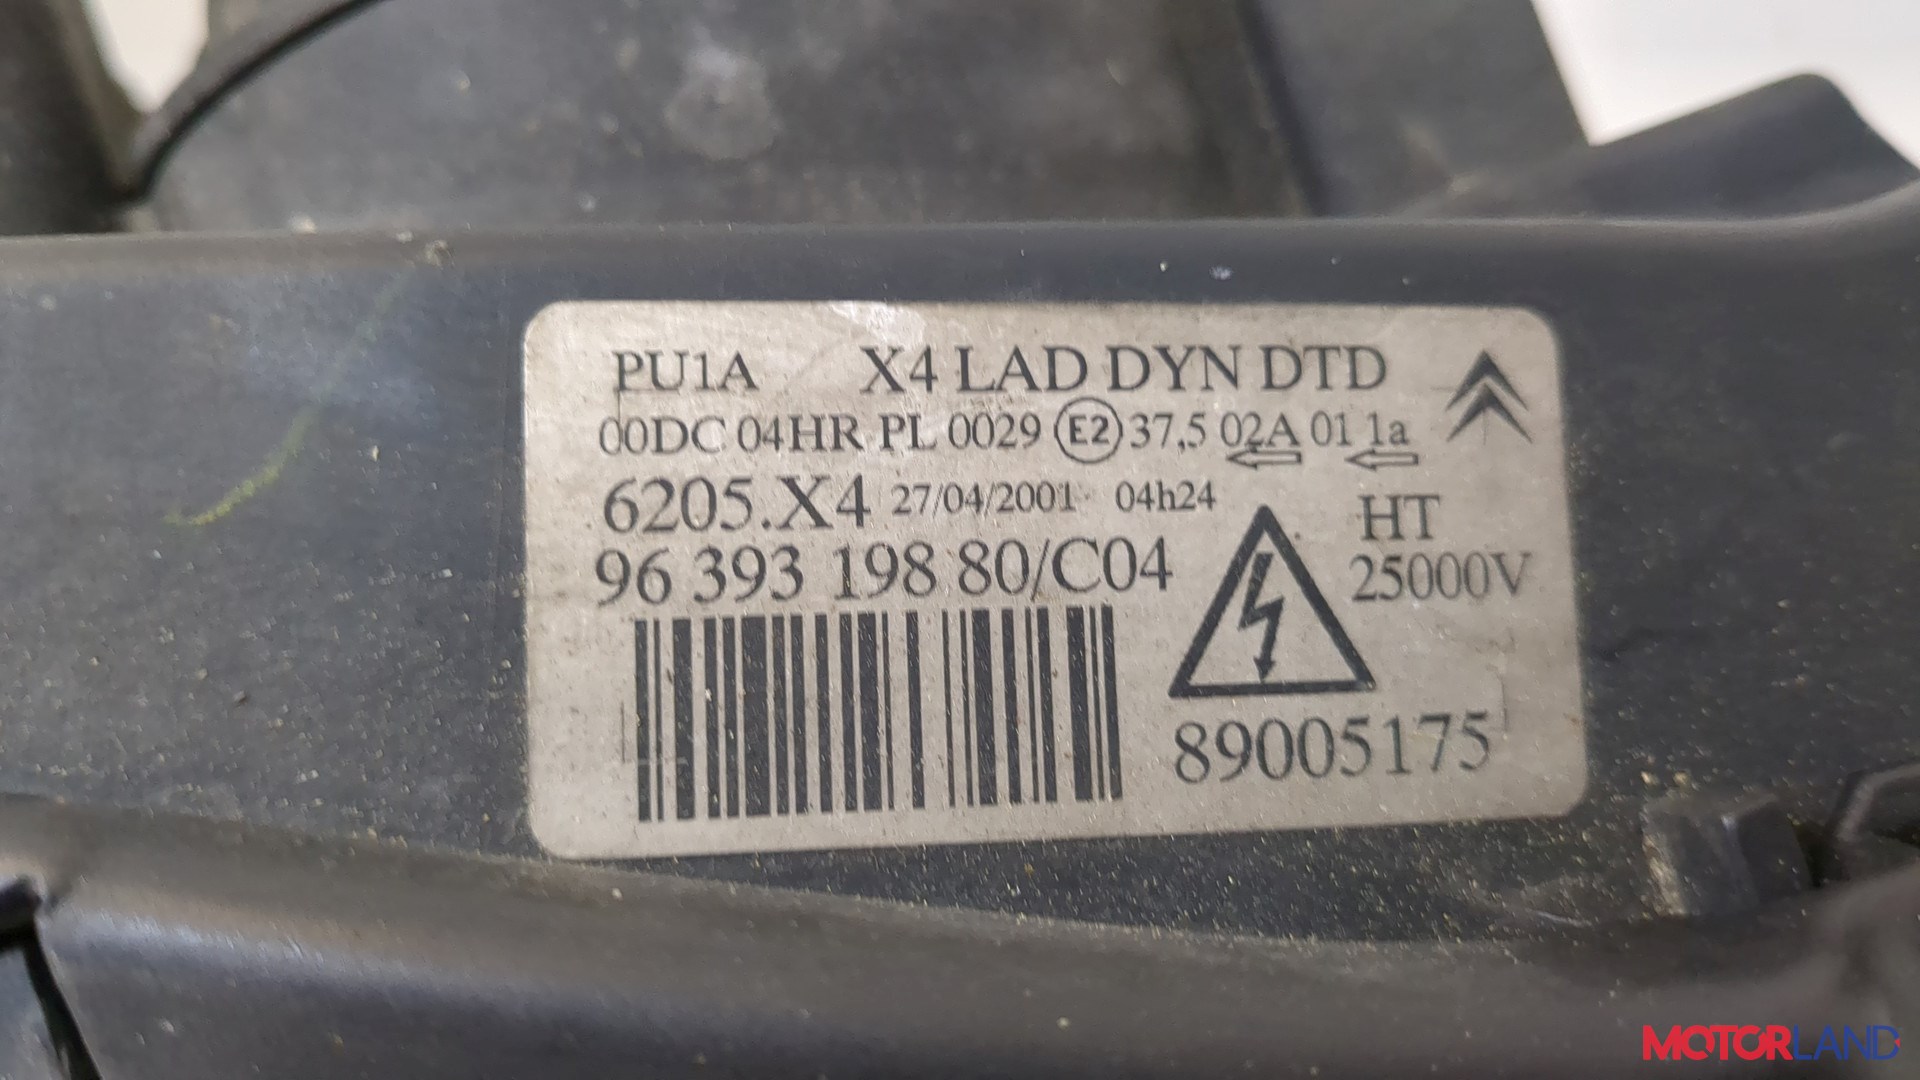 PU1A X4 LAD DYN DTD
00DC 04HR PL 0029 E2 37,5 02A 01 1a
6205.X4 27/04/2001 04h24
HT
96 393 198 80/C04
25000V
89005175
MOTORLAND